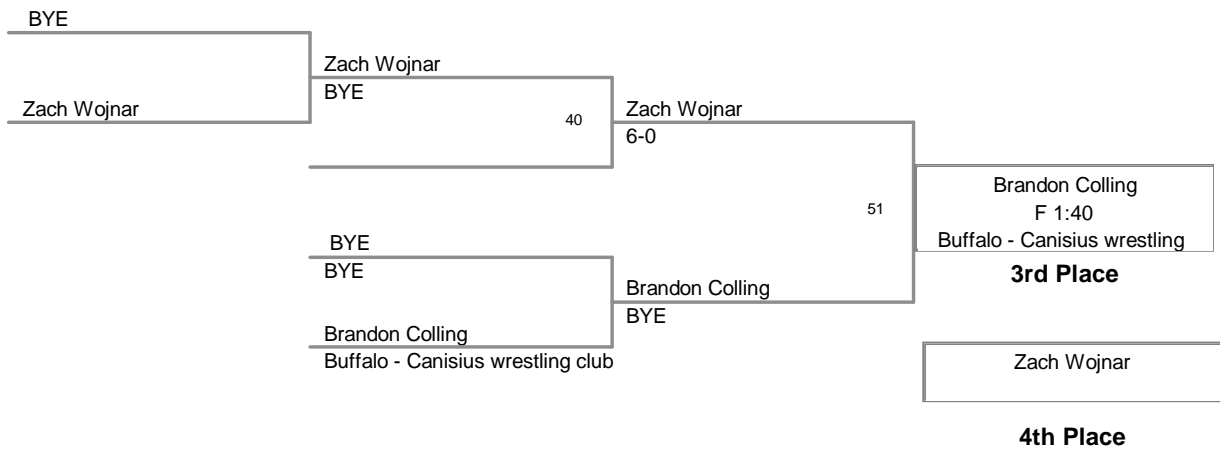 BYE
Zach Wojnar
Zach Wojnar
BYE
40
Zach Wojnar
6-0
BYE
BYE
Brandon Colling
Buffalo - Canisius wrestling club
Brandon Colling
BYE
51
Brandon Colling
F 1:40
Buffalo - Canisius wrestling
3rd Place
Zach Wojnar
4th Place